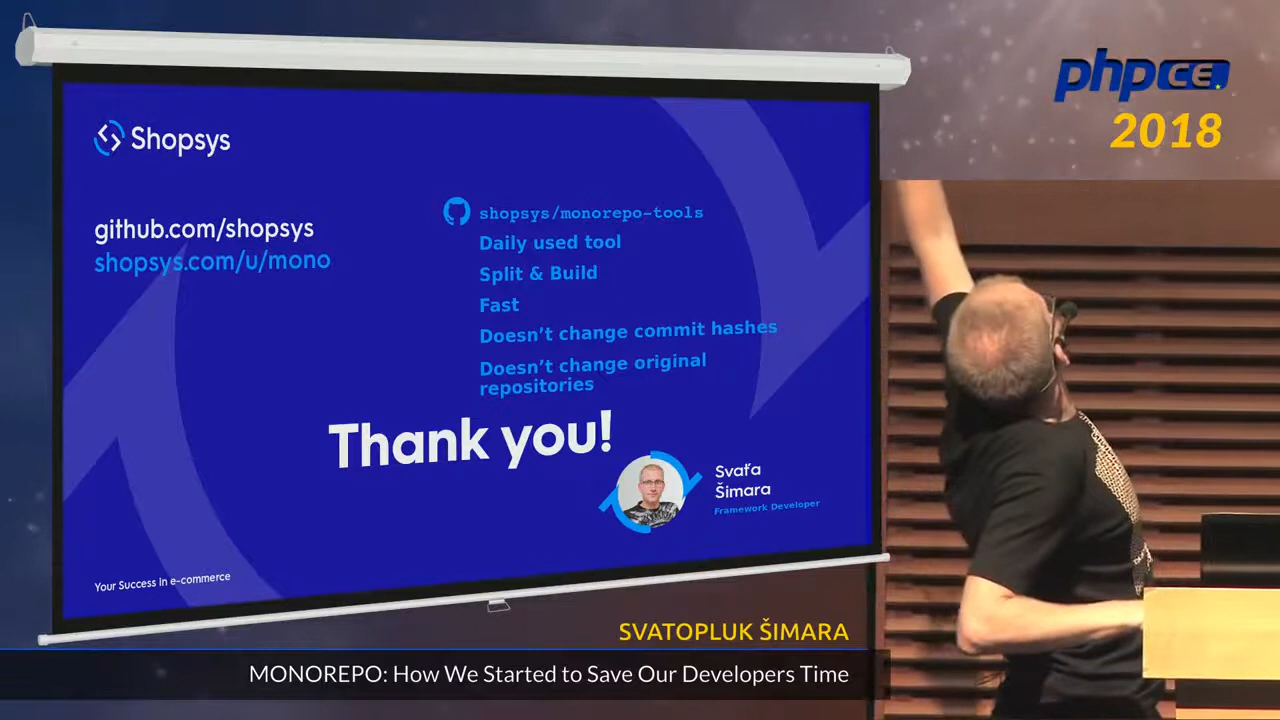 phpce.
2018
Shopsys
github.com/shopsys
shopsys.com/u/mono
shopsys/monorepo-tools
Daily used tool
Split & Build
Fast
Doesn't change commit hashes
Doesn't change original
repositories
Thank you!
Svaťa
Šimara
Framework Developer
Your Success in e-commerce
SVATOPLUK ŠIMARA
MONOREPO: How We Started to Save Our Developers Time